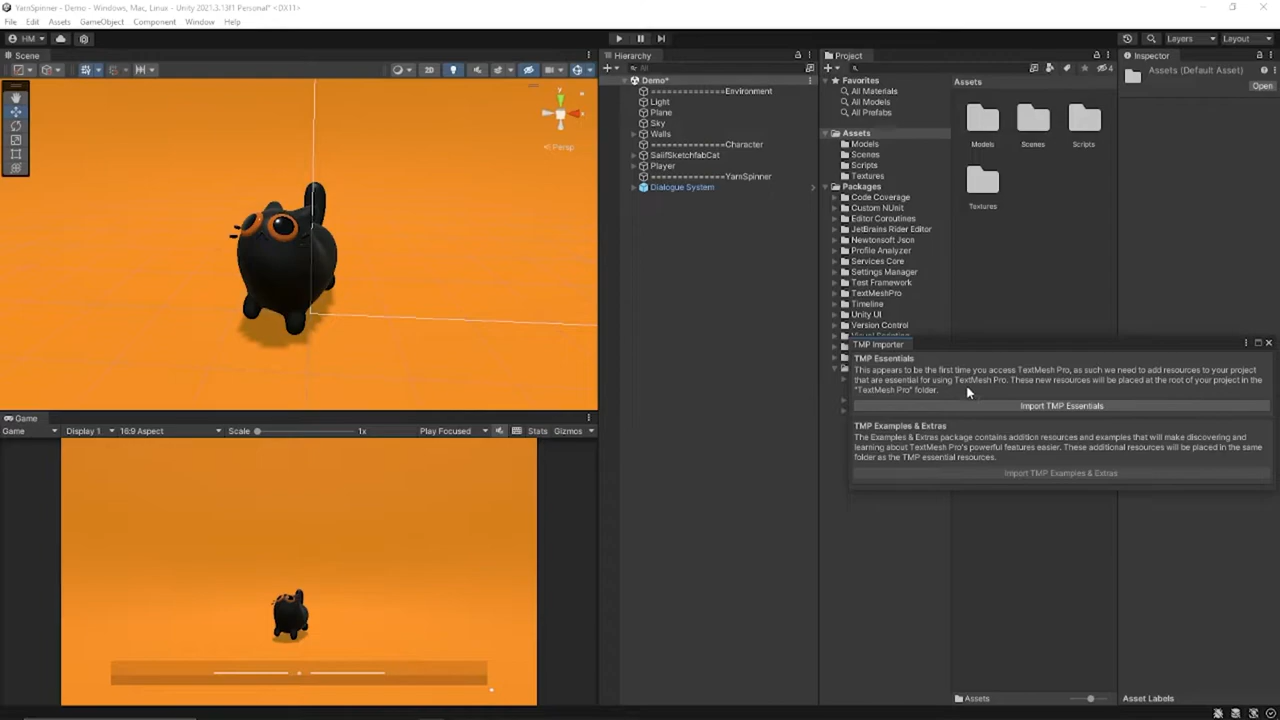 YarnSpinner - Demo - Windows, Mac, Linux - Unity 2021.3.13f1 Personal* <DX11>
File Edit Assets GameObject Component Window Help
HM
Layers Layout
Scene
2D
y
x
Persp
Game
Game Display 1 16:9 Aspect Scale 1x Play Focused Stats Gizmos
Hierarchy
All
Demo*
=============Environment
Light
Plane
Sky
Walls
=============Character
SaiifSketchfabCat
Player
=============YarnSpinner
Dialogue System
Project
4
Favorites
All Materials
All Models
All Prefabs
Assets
Models
Scenes
Scripts
Textures
Packages
Code Coverage
Custom NUnit
Editor Coroutines
JetBrains Rider Editor
Newtonsoft Json
Profile Analyzer
Services Core
Settings Manager
Test Framework
TextMeshPro
Timeline
Unity UI
Version Control
Assets
Models Scenes Scripts
Textures
Assets
Inspector
Assets (Default Asset)
Open
Asset Labels
TMP Importer
TMP Essentials
This appears to be the first time you access TextMesh Pro, as such we need to add resources to your project
that are essential for using TextMesh Pro. These new resources will be placed at the root of your project in the
"TextMesh Pro" folder.
Import TMP Essentials
TMP Examples & Extras
The Examples & Extras package contains addition resources and examples that will make discovering and
learning about TextMesh Pro's powerful features easier. These additional resources will be placed in the same
folder as the TMP essential resources.
Import TMP Examples & Extras